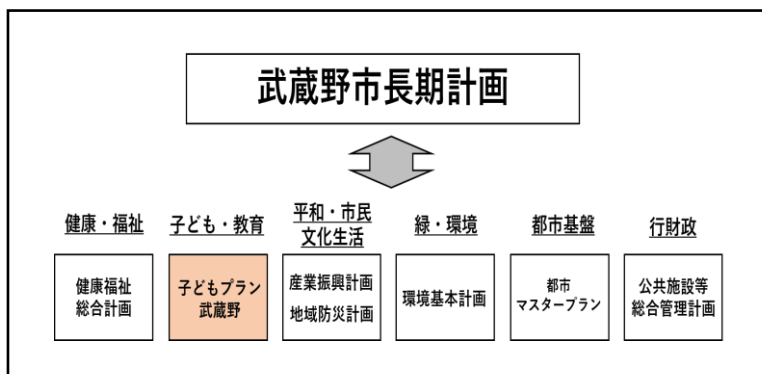 武蔵野市長期計画
健康・福祉
子ども・教育
平和・市民
文化生活
緑・環境
都市基盤
行財政
健康福祉
総合計画
子どもプラン
武蔵野
産業振興計画
地域防災計画
環境基本計画
都市
マスタープラン
公共施設等
総合管理計画